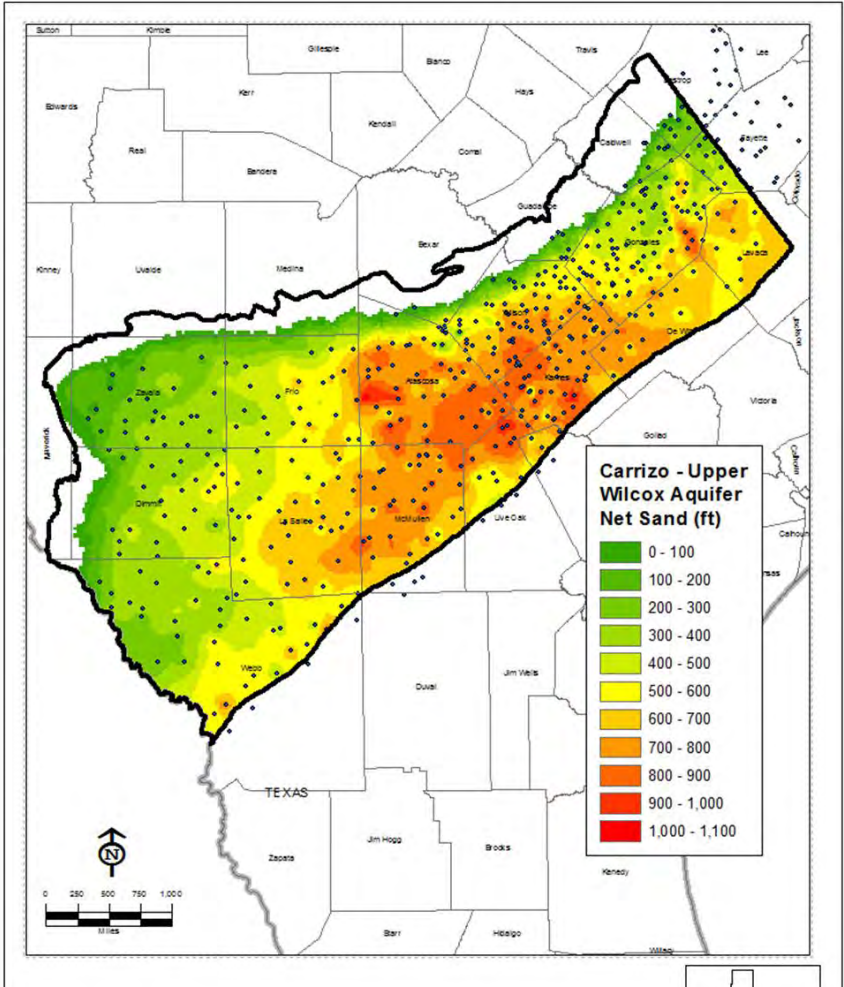 Sutton
Kimble
Gillespie
Blanco
Travis
Lee
Edwards
Kerr
Hays
Kendall
Real
Bandera
Comal
Caldwell
Fayette
Colorado
Guadalupe
Kinney
Uvalde
Medina
Bexar
Gonzales
Lavaca
Wilson
De Witt
Jackson
Zavala
Frio
Atascosa
Karnes
Victoria
Maverick
Goliad
Calhoun
Dimmit
La Salle
McMullen
Live Oak
Calhoun
Carrizo - Upper
Wilcox Aquifer
Net Sand (ft)
0 - 100
100 - 200
200 - 300
300 - 400
400 - 500
500 - 600
600 - 700
700 - 800
800 - 900
900 - 1,000
1,000 - 1,100
Webb
Duval
Jim Wells
TEXAS
Zapata
Jim Hogg
Brooks
Kenedy
Starr
Hidalgo
Willacy
N
0 250 500 750 1,000
Miles